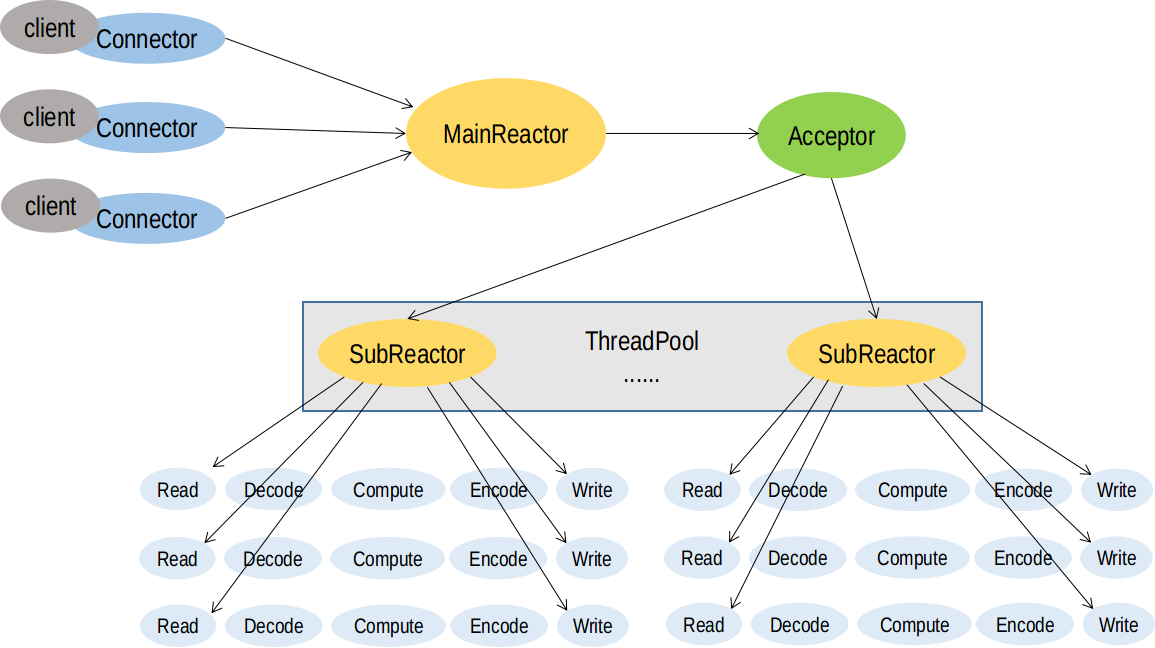 client
Connector
client
Connector
client
Connector
MainReactor
Acceptor
ThreadPool
......
SubReactor
SubReactor
Read
Decode
Compute
Encode
Write
Read
Decode
Compute
Encode
Write
Read
Decode
Compute
Encode
Write
Read
Decode
Compute
Encode
Write
Read
Decode
Compute
Encode
Write
Read
Decode
Compute
Encode
Write